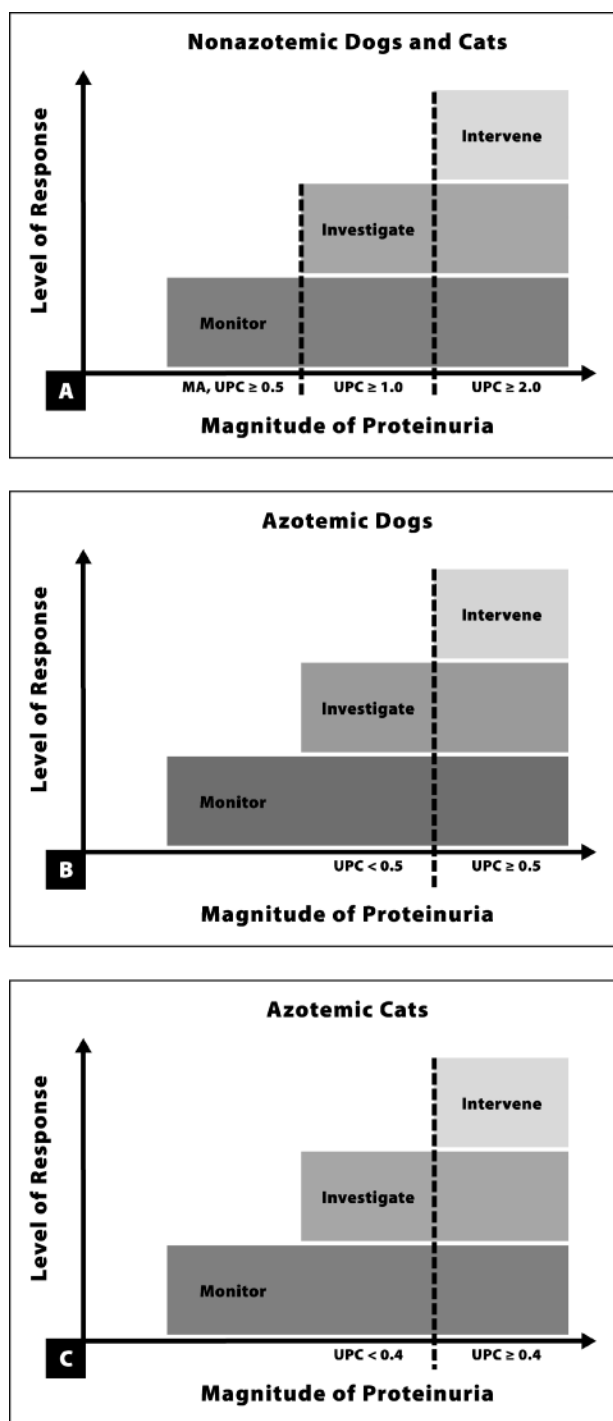 Nonazotemic Dogs and Cats
Level of Response
Intervene
Investigate
Monitor
A
MA, UPC ≥ 0.5 UPC ≥ 1.0 UPC ≥ 2.0
Magnitude of Proteinuria
Azotemic Dogs
Level of Response
Intervene
Investigate
Monitor
B
UPC < 0.5 UPC ≥ 0.5
Magnitude of Proteinuria
Azotemic Cats
Level of Response
Intervene
Investigate
Monitor
C
UPC < 0.4 UPC ≥ 0.4
Magnitude of Proteinuria